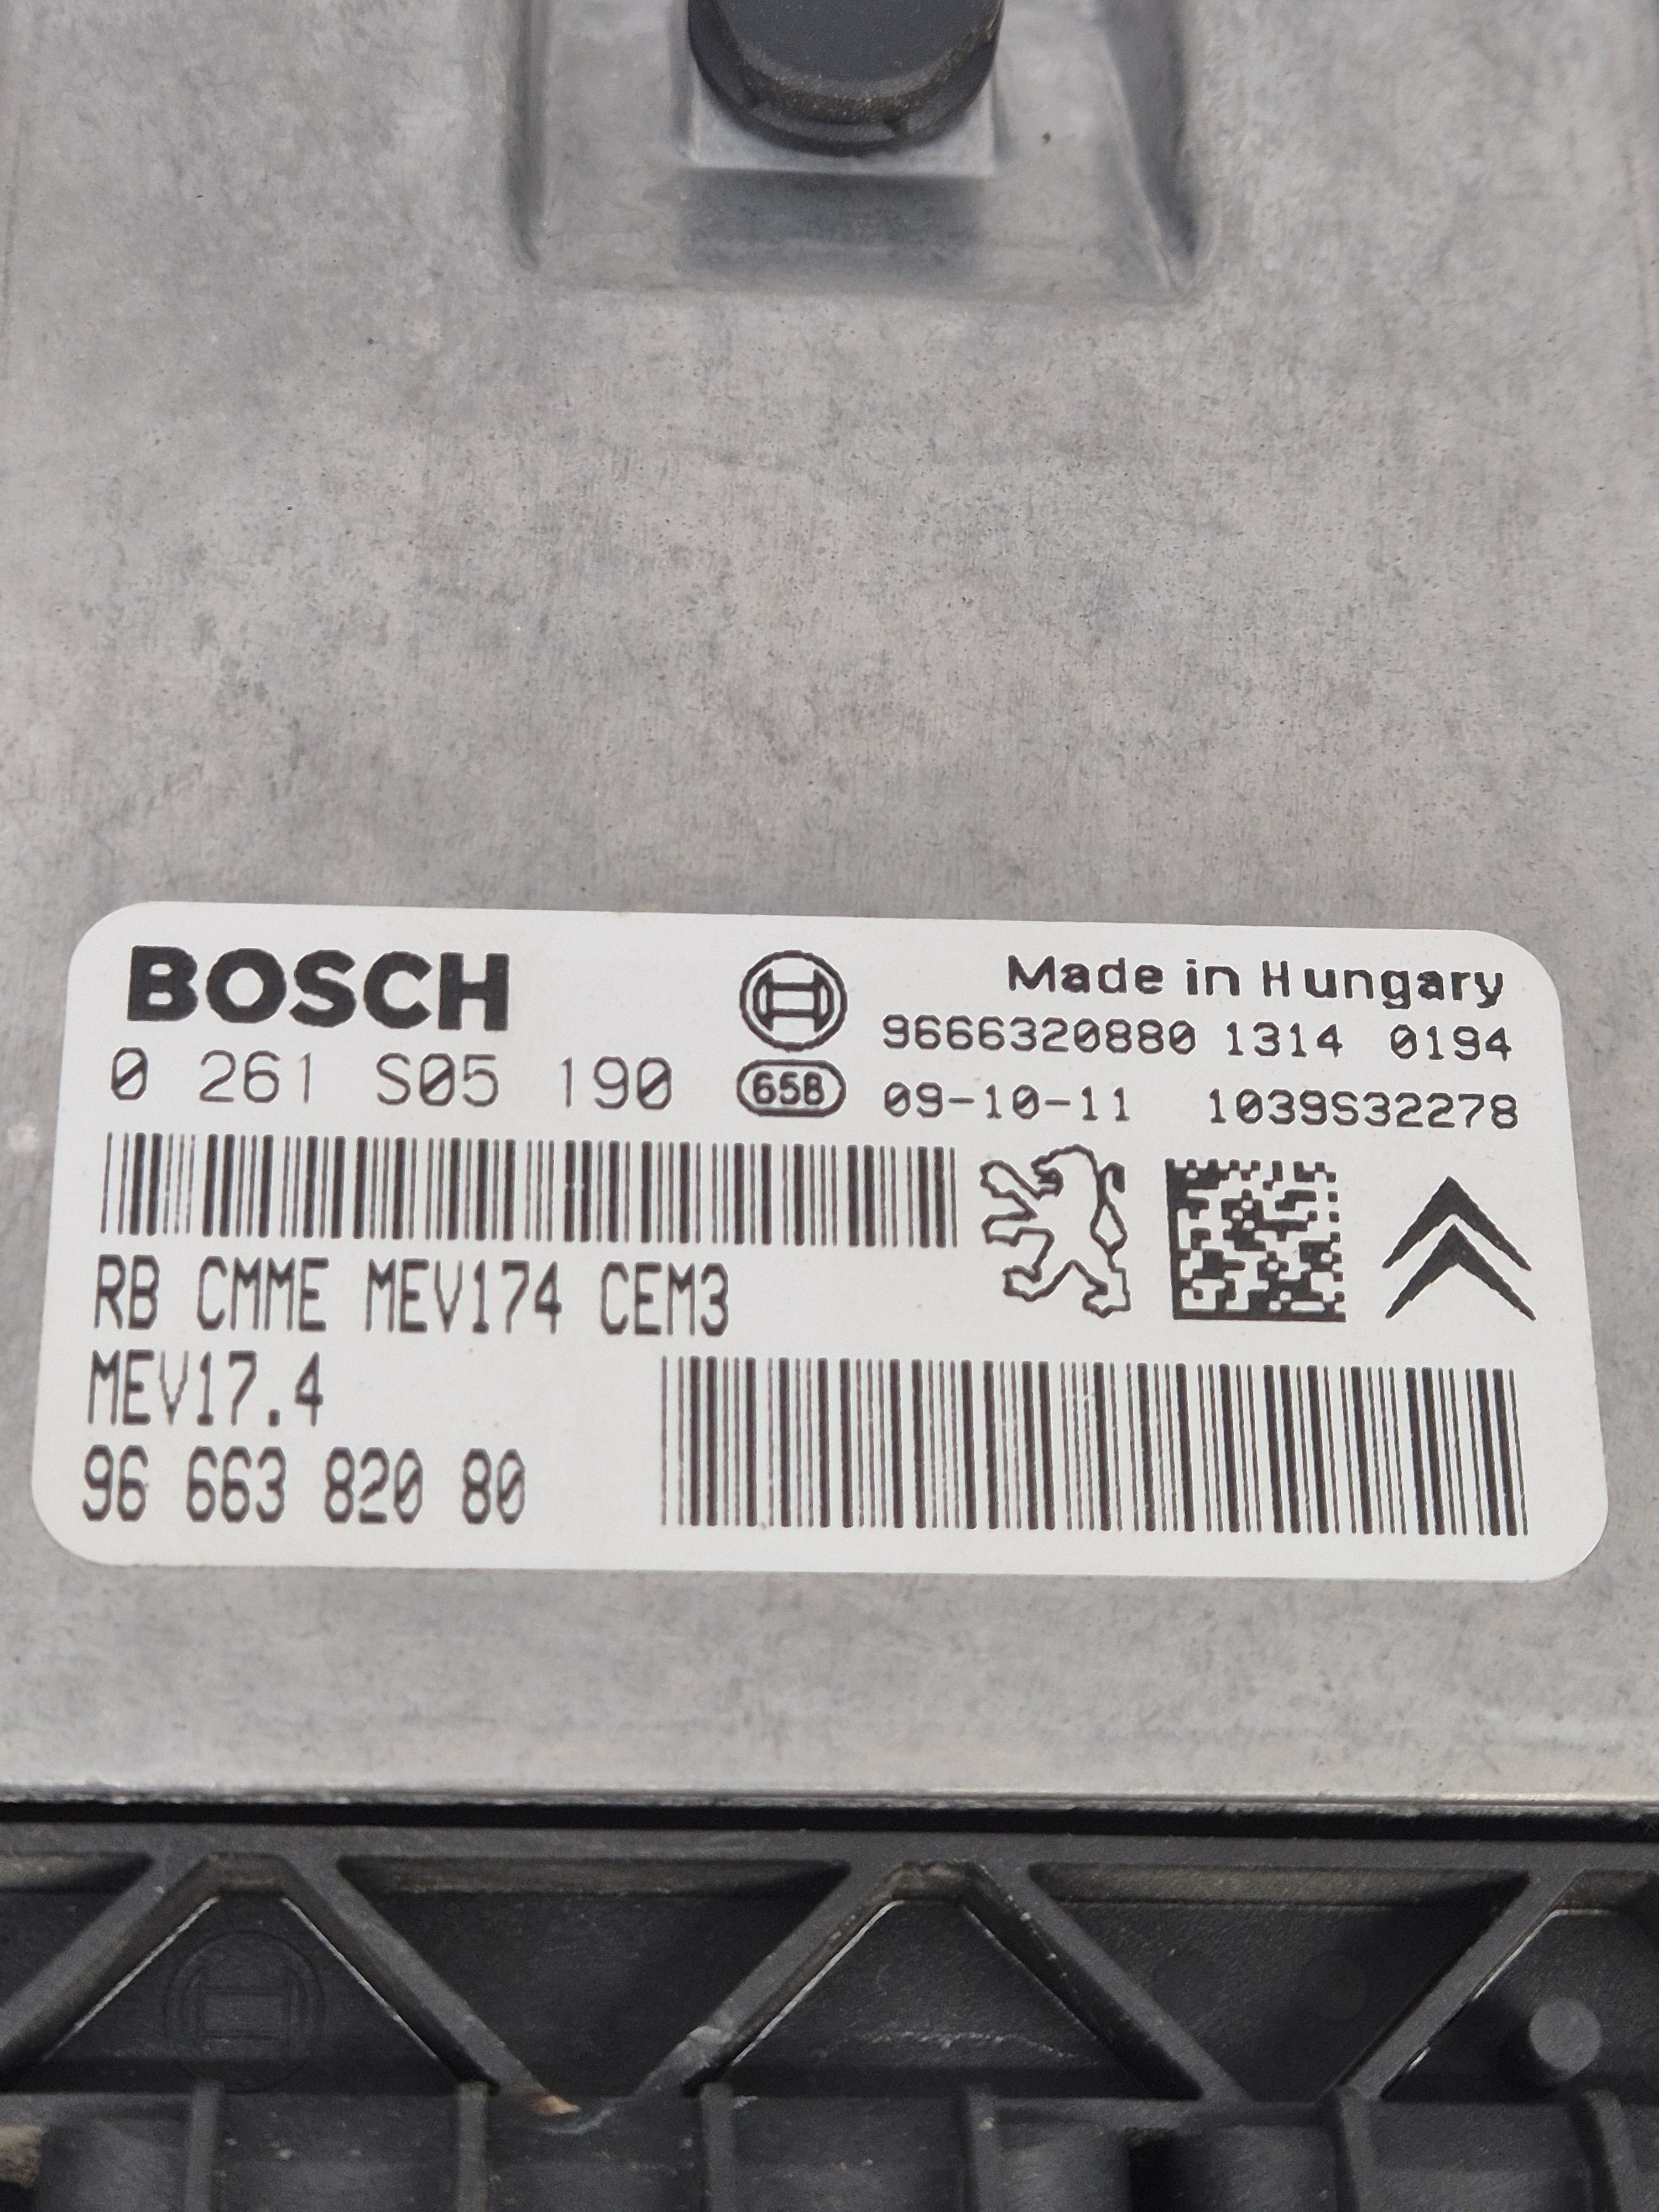 BOSCH
Made in Hungary
9666320880 1314 0194
0 261 S05 190
658
09-10-11 1039S32278
RB CMME MEV174 CEM3
MEV17.4
96 663 820 80